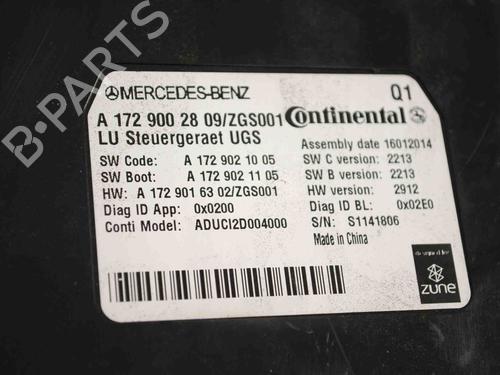 MERCEDES-BENZ Q1
A 172 900 28 09/ZGS001 Continental
LU Steuergeraet UGS Assembly date 16012014
SW Code: A 172 902 10 05 SW C version: 2213
SW Boot: A 172 902 11 05 SW B version: 2213
HW: A 172 901 63 02/ZGS001 HW version: 2912
Diag ID App: 0x0200 Diag ID BL: 0x02E0
Conti Model: ADUCI2D004000 S/N: S1141806
Made in China
designed for
zune
B-PARTS